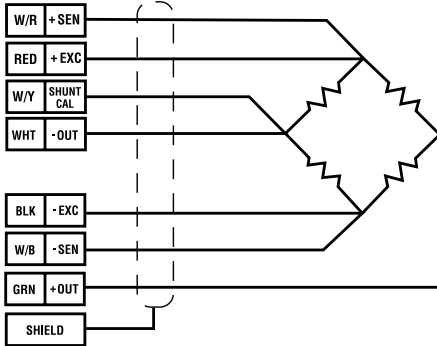 W/R +SEN
RED +EXC
W/Y SHUNT
CAL
WHT -OUT
BLK -EXC
W/B -SEN
GRN +OUT
SHIELD